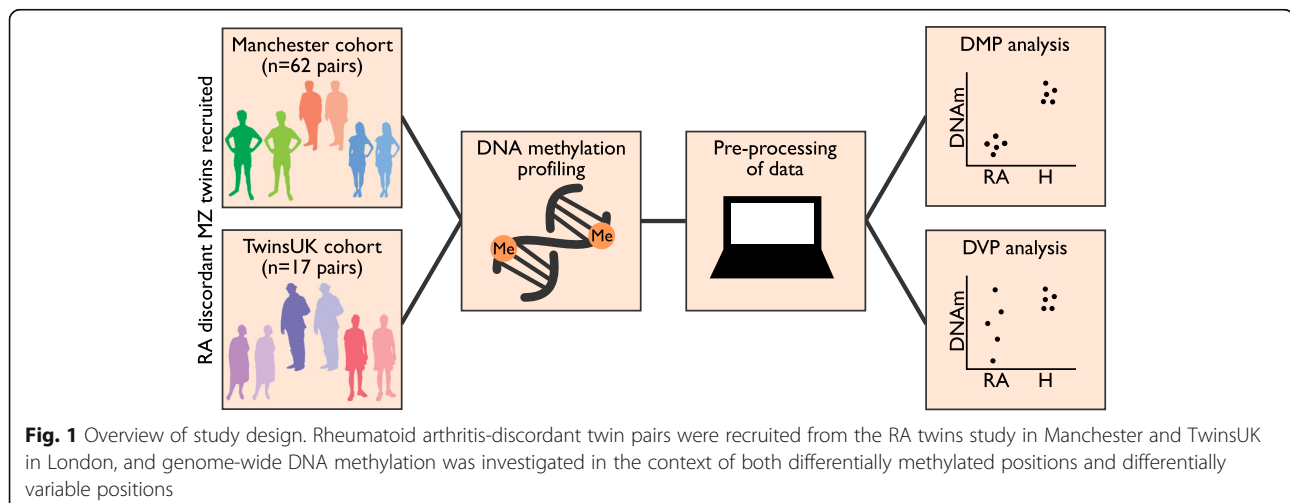 RA discordant MZ twins recruited
Manchester cohort
(n=62 pairs)
TwinsUK cohort
(n=17 pairs)
DNA methylation
profiling
Me
Me
Pre-processing
of data
DMP analysis
DNAm
RA H
DVP analysis
DNAm
RA H
Fig. 1 Overview of study design. Rheumatoid arthritis-discordant twin pairs were recruited from the RA twins study in Manchester and TwinsUK
in London, and genome-wide DNA methylation was investigated in the context of both differentially methylated positions and differentially
variable positions